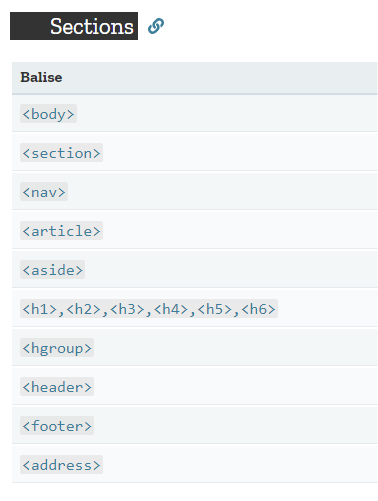 Sections
Balise
<body>
<section>
<nav>
<article>
<aside>
<h1>,<h2>,<h3>,<h4>,<h5>,<h6>
<hgroup>
<header>
<footer>
<address>